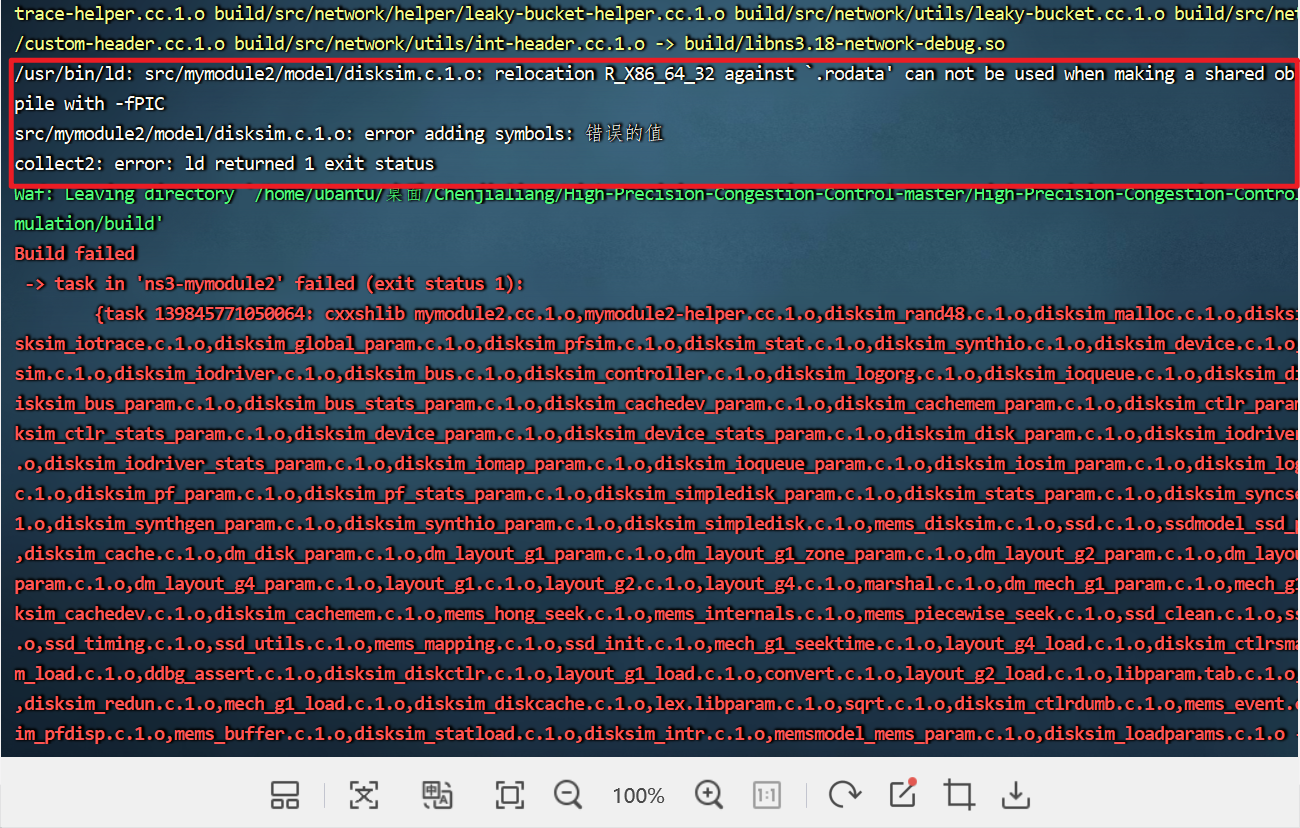 trace-helper.cc.1.o build/src/network/helper/leaky-bucket-helper.cc.1.o build/src/network/utils/leaky-bucket.cc.1.o build/src/net
/custom-header.cc.1.o build/src/network/utils/int-header.cc.1.o -> build/libns3.18-network-debug.so
/usr/bin/ld: src/mymodule2/model/disksim.c.1.o: relocation R_X86_64_32 against `.rodata' can not be used when making a shared ob
pile with -fPIC
src/mymodule2/model/disksim.c.1.o: error adding symbols: 错误的值
collect2: error: ld returned 1 exit status
Waf: Leaving directory `/home/ubuntu/桌面/Chenjialiang/High-Precision-Congestion-Control-master/High-Precision-Congestion-Control
mulation/build'
Build failed
-> task in 'ns3-mymodule2' failed (exit status 1):
{task 139845771050064: cxxshlib mymodule2.cc.1.o,mymodule2-helper.cc.1.o,disksim_rand48.c.1.o,disksim_malloc.c.1.o,disks
sksim_iotrace.c.1.o,disksim_global_param.c.1.o,disksim_pfsim.c.1.o,disksim_stat.c.1.o,disksim_synthio.c.1.o,disksim_device.c.1.o,
sim.c.1.o,disksim_iodriver.c.1.o,disksim_bus.c.1.o,disksim_controller.c.1.o,disksim_logorg.c.1.o,disksim_ioqueue.c.1.o,disksim_di
isksim_bus_param.c.1.o,disksim_bus_stats_param.c.1.o,disksim_cachedev_param.c.1.o,disksim_cachemem_param.c.1.o,disksim_ctlr_param
ksim_ctlr_stats_param.c.1.o,disksim_device_param.c.1.o,disksim_device_stats_param.c.1.o,disksim_disk_param.c.1.o,disksim_iodriver
.o,disksim_iodriver_stats_param.c.1.o,disksim_iomap_param.c.1.o,disksim_ioqueue_param.c.1.o,disksim_iosim_param.c.1.o,disksim_log
c.1.o,disksim_pf_param.c.1.o,disksim_pf_stats_param.c.1.o,disksim_simpledisk_param.c.1.o,disksim_stats_param.c.1.o,disksim_syncse
1.o,disksim_synthgen_param.c.1.o,disksim_synthio_param.c.1.o,disksim_simpledisk.c.1.o,mems_disksim.c.1.o,ssd.c.1.o,ssdmodel_ssd_p
,disksim_cache.c.1.o,dm_disk_param.c.1.o,dm_layout_g1_param.c.1.o,dm_layout_g1_zone_param.c.1.o,dm_layout_g2_param.c.1.o,dm_layou
param.c.1.o,dm_layout_g4_param.c.1.o,layout_g1.c.1.o,layout_g2.c.1.o,layout_g4.c.1.o,marshal.c.1.o,dm_mech_g1_param.c.1.o,mech_g1
ksim_cachedev.c.1.o,disksim_cachemem.c.1.o,mems_hong_seek.c.1.o,mems_internals.c.1.o,mems_piecewise_seek.c.1.o,ssd_clean.c.1.o,ss
.o,ssd_timing.c.1.o,ssd_utils.c.1.o,mems_mapping.c.1.o,ssd_init.c.1.o,mech_g1_seektime.c.1.o,layout_g4_load.c.1.o,disksim_ctlrsma
m_load.c.1.o,ddbg_assert.c.1.o,disksim_diskctlr.c.1.o,layout_g1_load.c.1.o,convert.c.1.o,layout_g2_load.c.1.o,libparam.tab.c.1.o,
,disksim_redun.c.1.o,mech_g1_load.c.1.o,disksim_diskcache.c.1.o,lex.libparam.c.1.o,sqrt.c.1.o,disksim_ctlrdumb.c.1.o,mems_event.c
im_pfdisp.c.1.o,mems_buffer.c.1.o,disksim_statload.c.1.o,disksim_intr.c.1.o,memsmodel_mems_param.c.1.o,disksim_loadparams.c.1.o -
100%
1:1